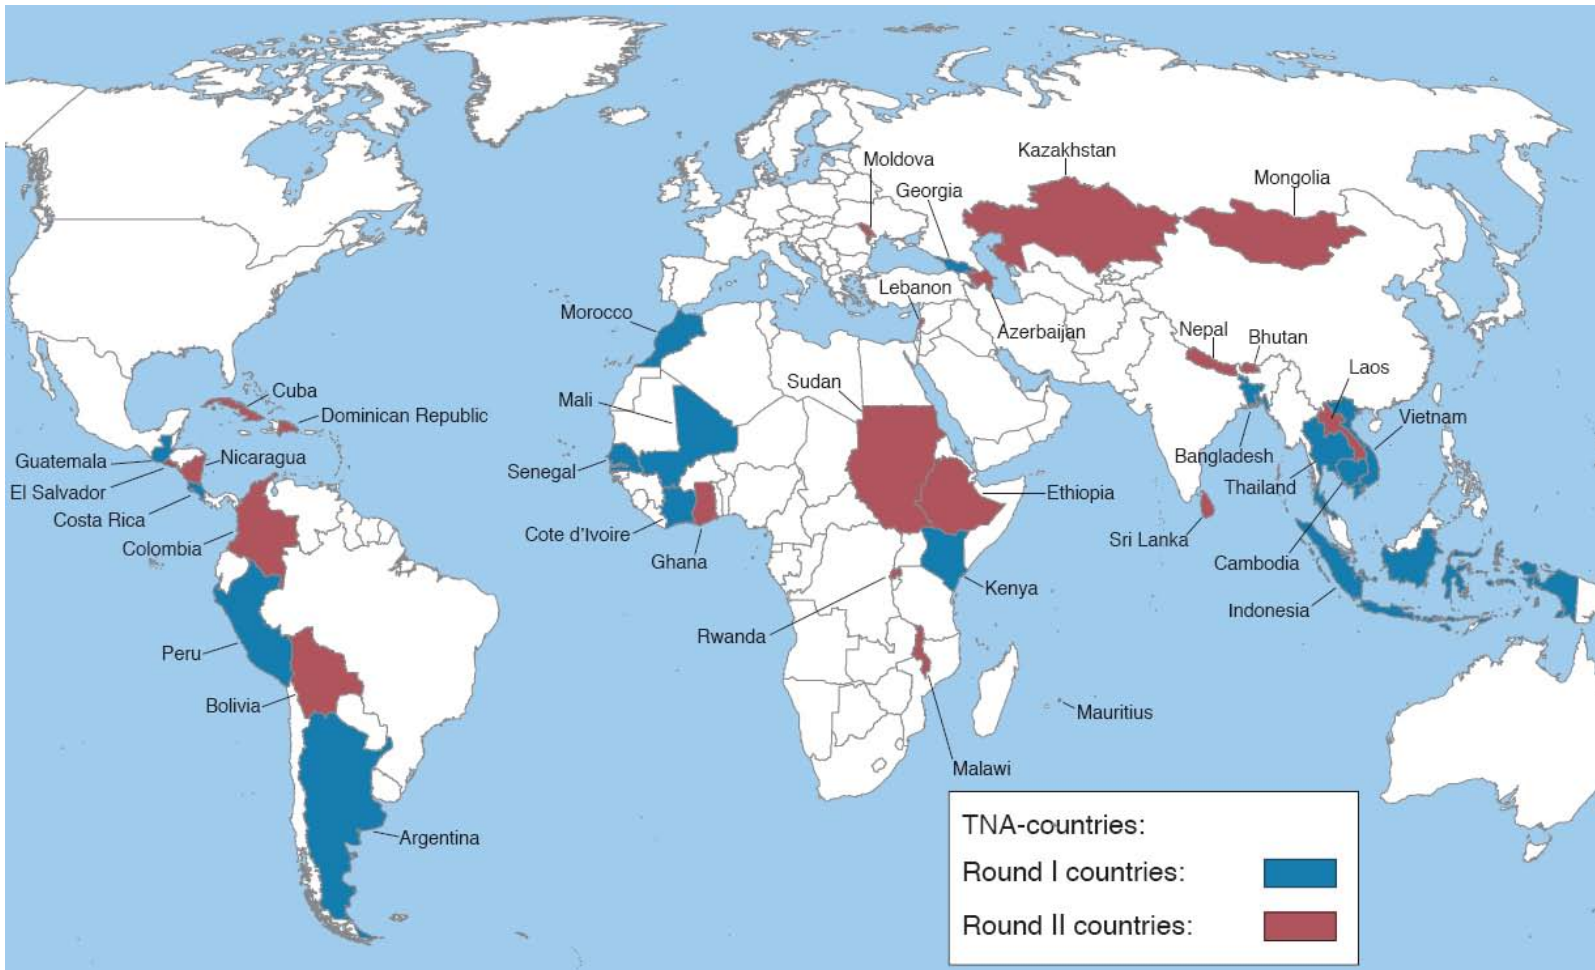 Kazakhstan
Moldova
Mongolia
Georgia
Lebanon
Morocco
Azerbaijan
Nepal
Bhutan
Laos
Sudan
Cuba
Mali
Dominican Republic
Vietnam
Guatemala
Nicaragua
Bangladesh
Senegal
Thailand
El Salvador
Ethiopia
Costa Rica
Cote d'Ivoire
Sri Lanka
Colombia
Ghana
Cambodia
Kenya
Indonesia
Rwanda
Peru
Bolivia
Mauritius
Malawi
Argentina
TNA-countries:
Round I countries:
Round II countries: